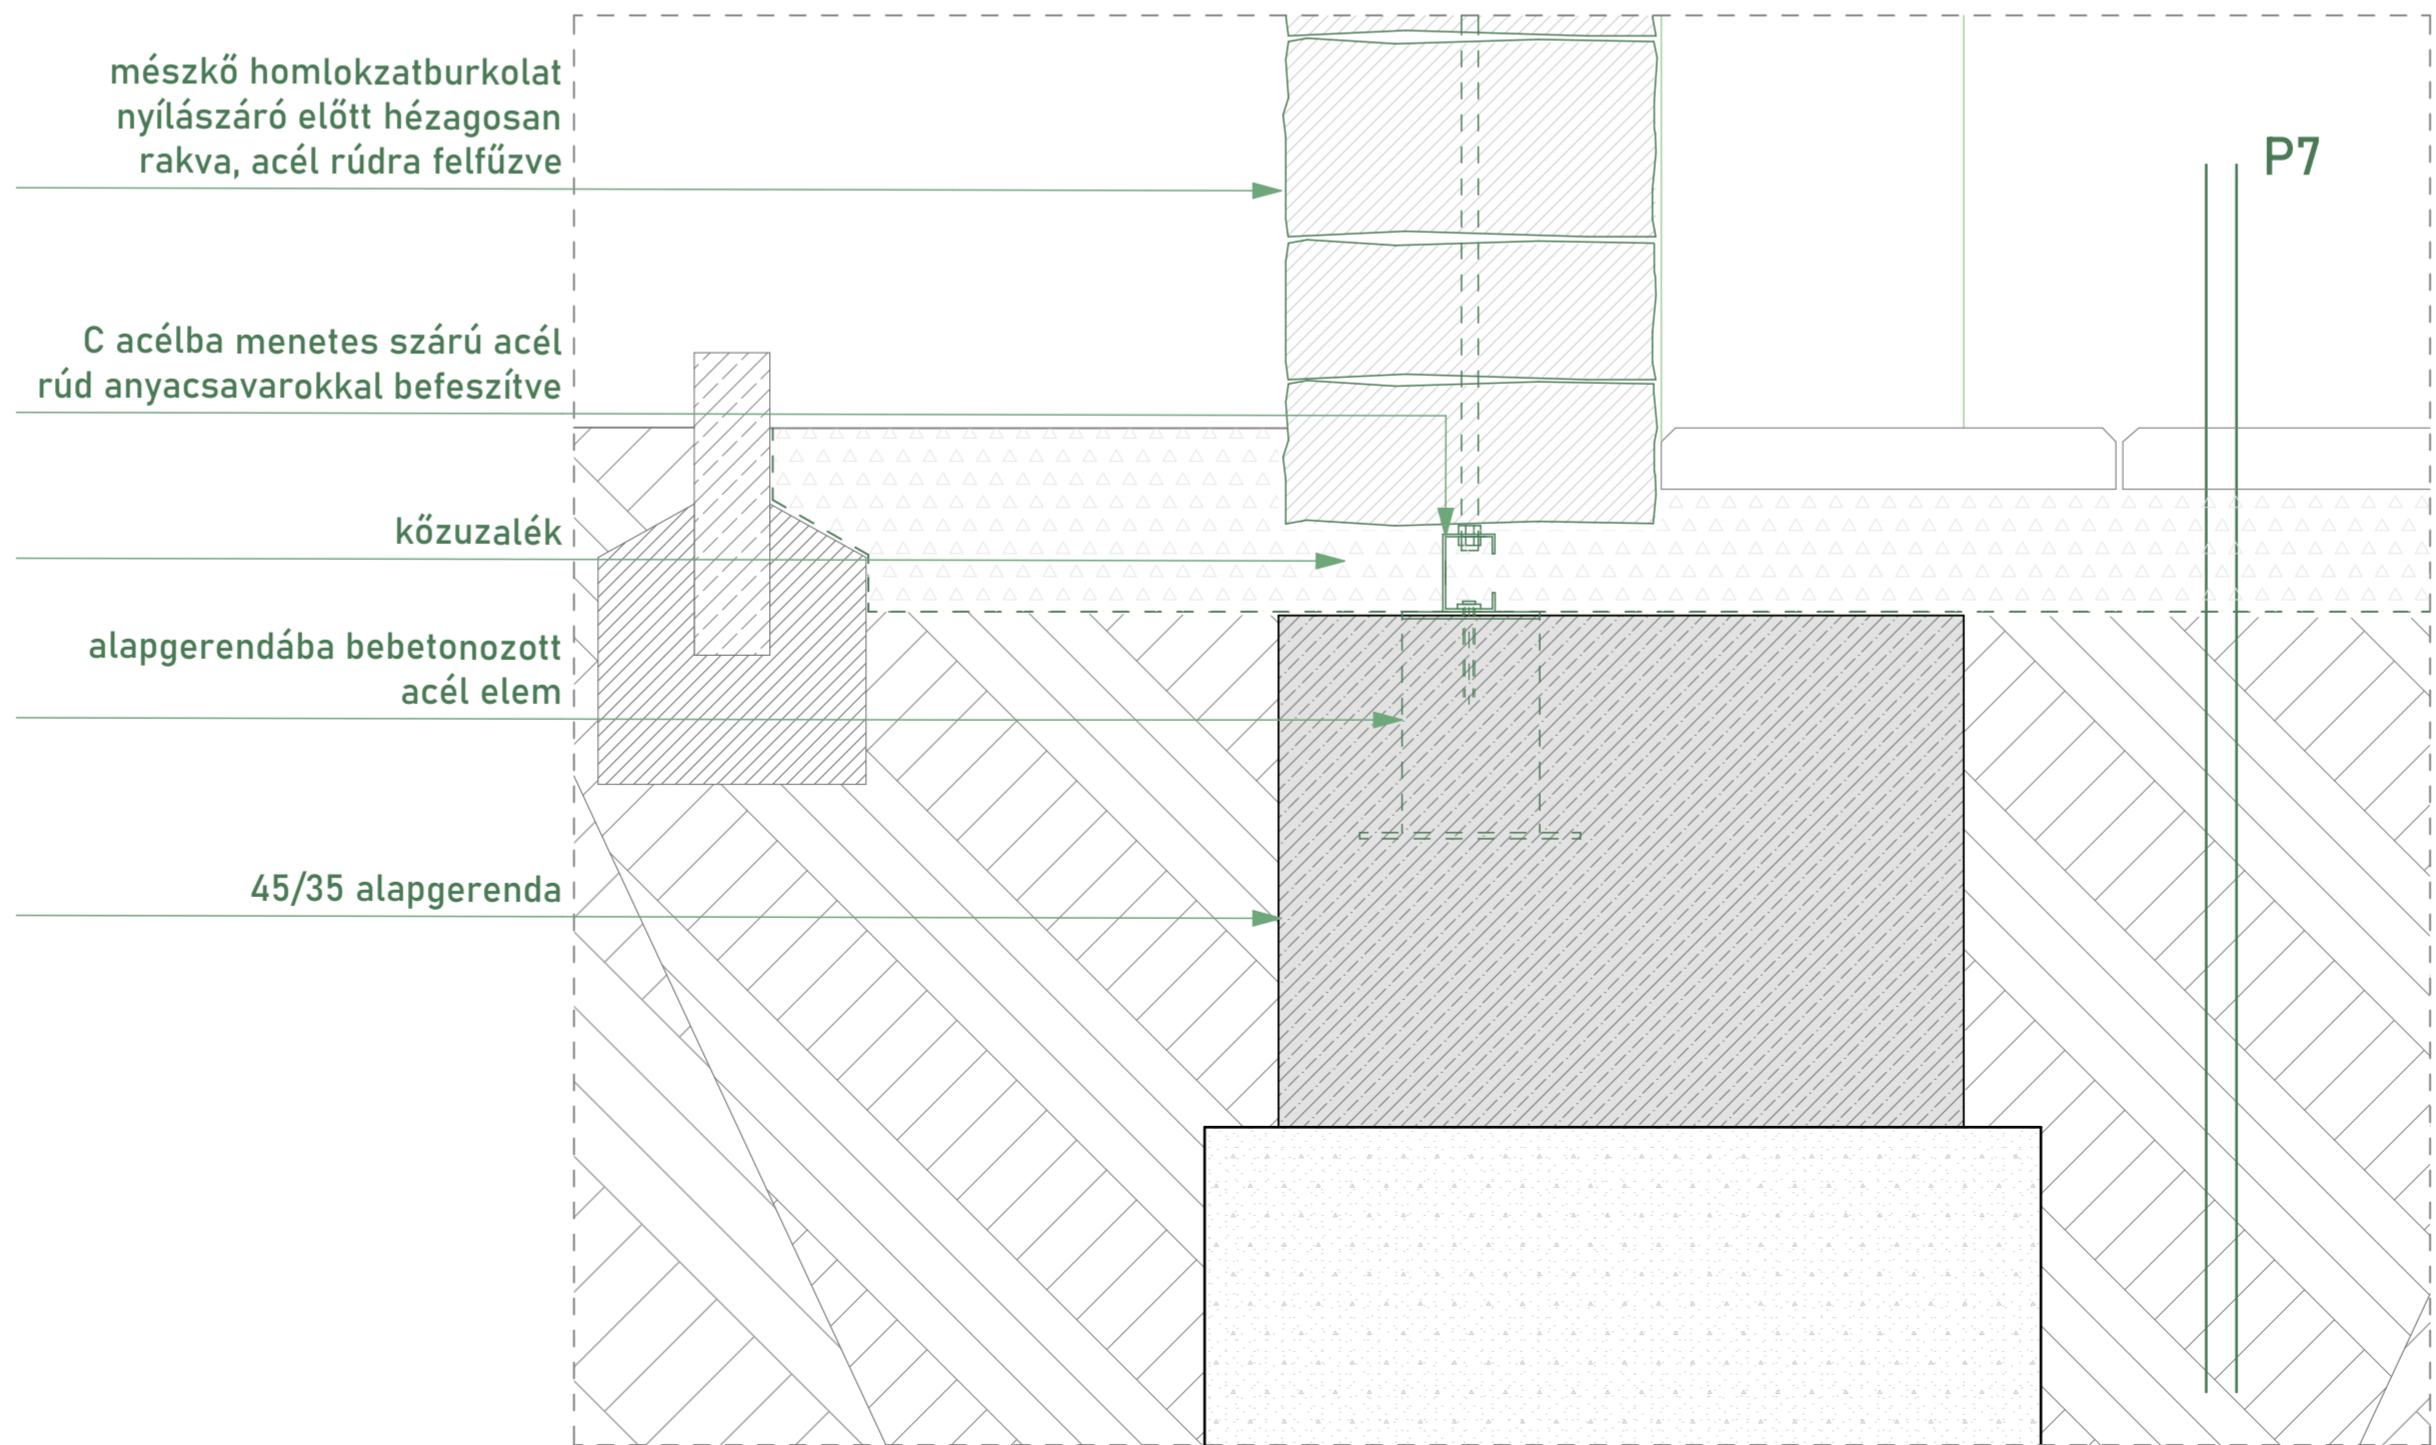 mészkő homlokzatburkolat
nyílászáró előtt hézagosan
rakva, acél rúdra felfűzve
P7
C acélba menetes szárú acél
rúd anyacsavarokkal befeszítve
kőzuzalék
alapgerendába bebetonozott
acél elem
45/35 alapgerenda